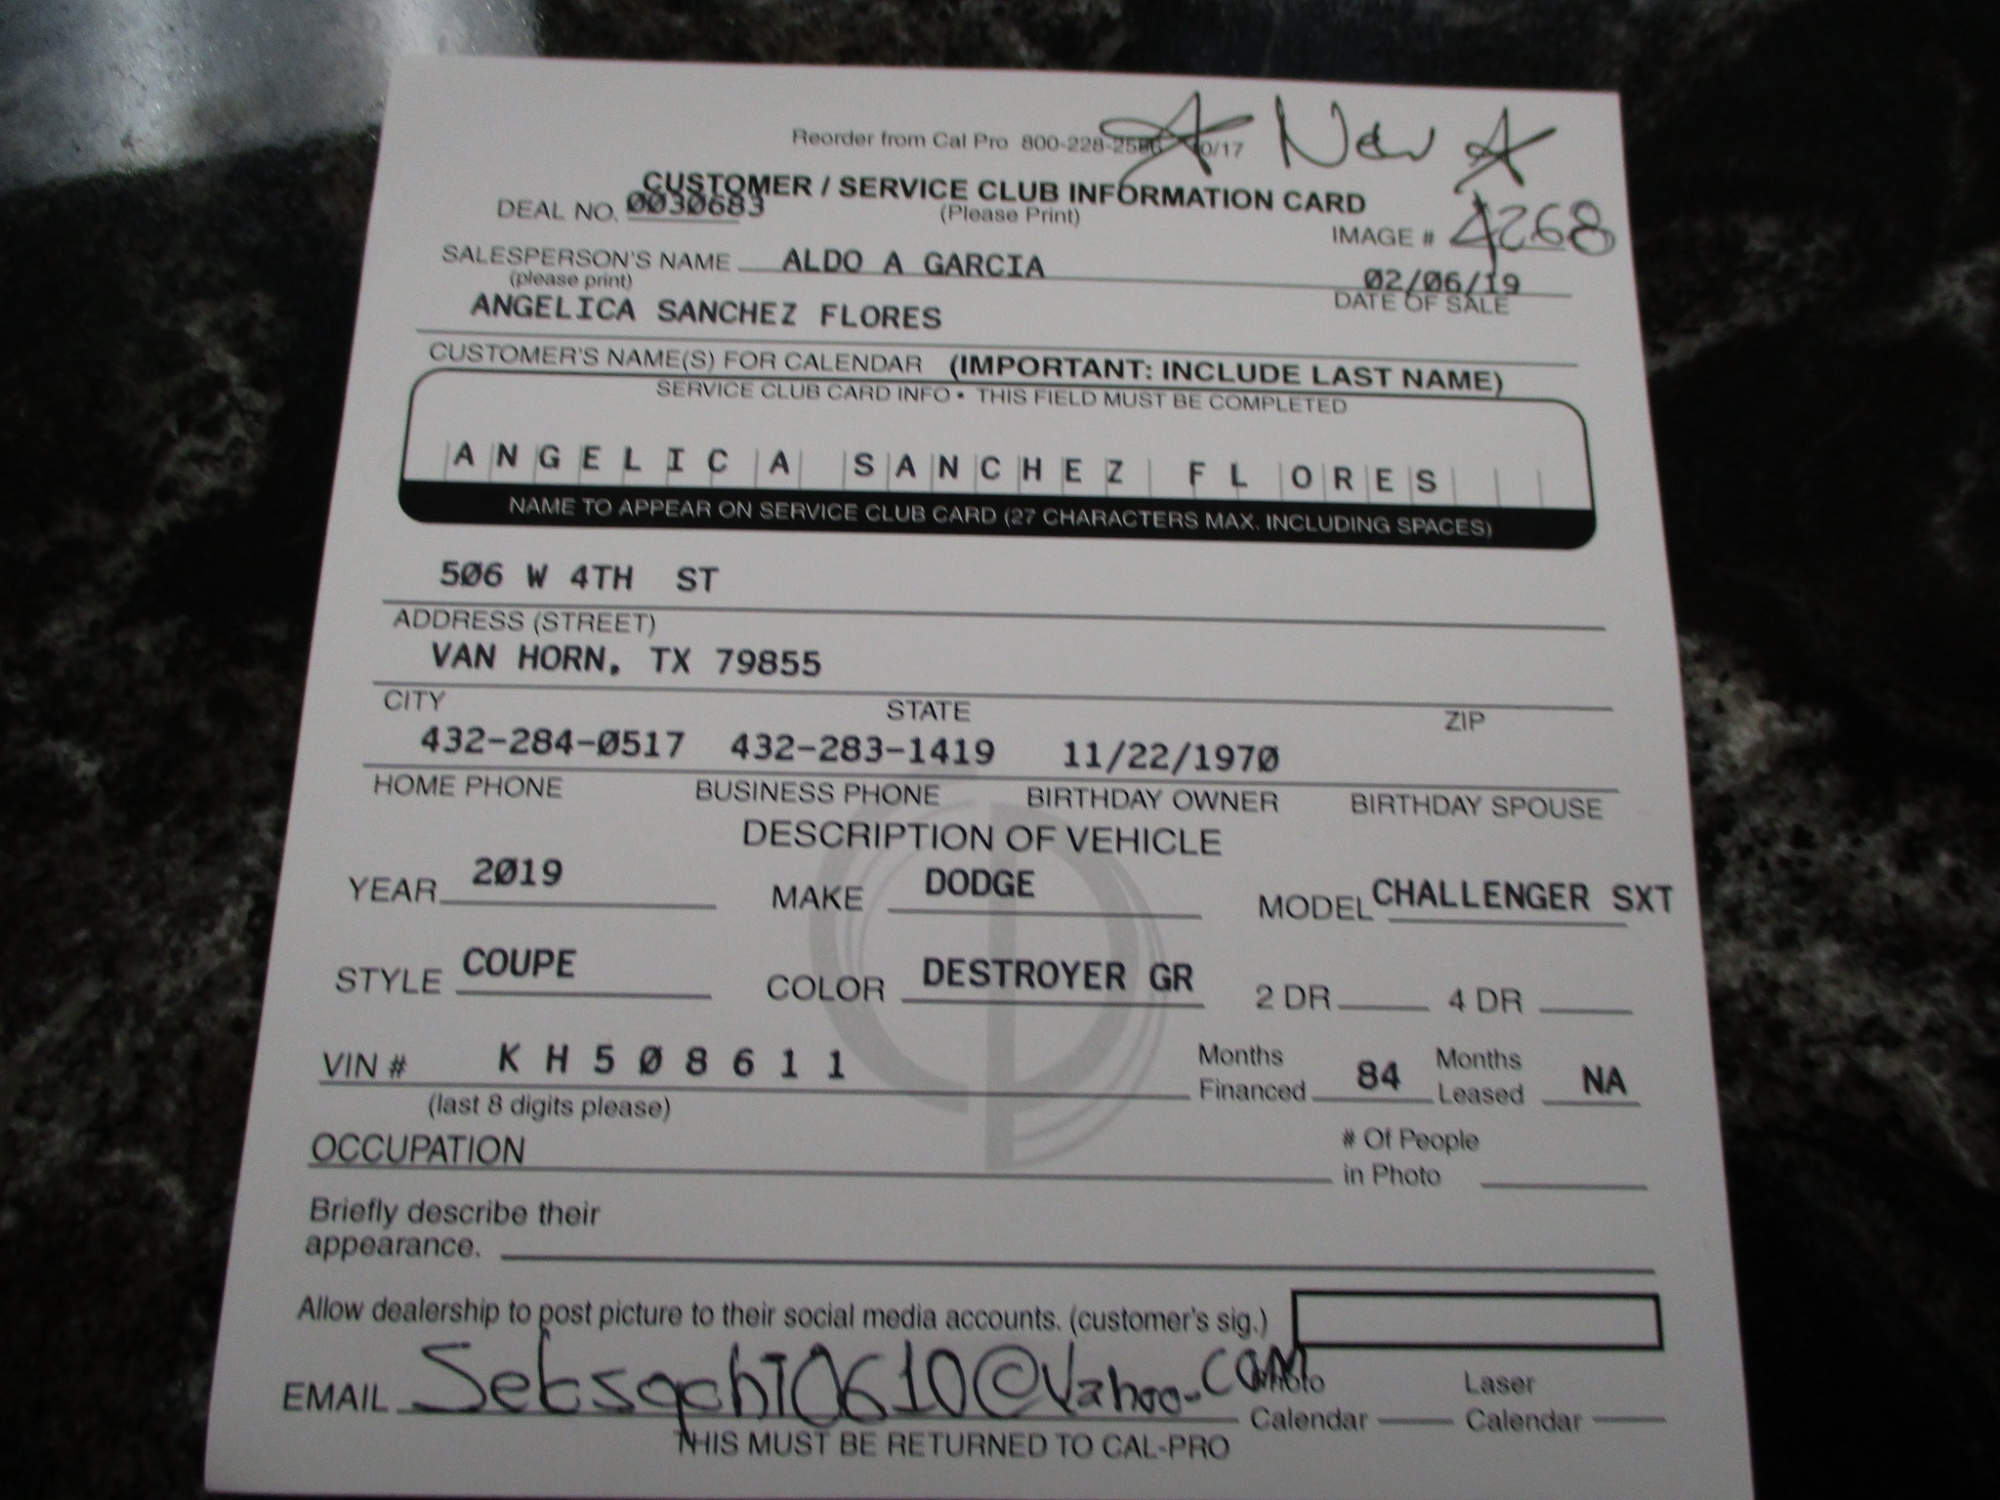 Reorder from Cal Pro 800-228-25 0/17
New
CUSTOMER / SERVICE CLUB INFORMATION CARD
DEAL NO. 0030683 (Please Print)
IMAGE # 4268
SALESPERSON'S NAME ALDO A GARCIA 02/06/19
(please print) DATE OF SALE
ANGELICA SANCHEZ FLORES
CUSTOMER'S NAME(S) FOR CALENDAR (IMPORTANT: INCLUDE LAST NAME)
SERVICE CLUB CARD INFO • THIS FIELD MUST BE COMPLETED
ANGELICA SANCHEZ FLORES
NAME TO APPEAR ON SERVICE CLUB CARD (27 CHARACTERS MAX. INCLUDING SPACES)
506 W 4TH ST
ADDRESS (STREET)
VAN HORN, TX 79855
CITY STATE ZIP
432-284-0517 432-283-1419 11/22/1970
HOME PHONE BUSINESS PHONE BIRTHDAY OWNER BIRTHDAY SPOUSE
DESCRIPTION OF VEHICLE
YEAR 2019 MAKE DODGE MODEL CHALLENGER SXT
STYLE COUPE COLOR DESTROYER GR 2 DR 4 DR
VIN # KH508611 Months Financed 84 Months Leased NA
(last 8 digits please)
OCCUPATION # Of People in Photo
Briefly describe their
appearance.
Allow dealership to post picture to their social media accounts. (customer's sig.)
EMAIL Photo Calendar Laser Calendar
THIS MUST BE RETURNED TO CAL-PRO